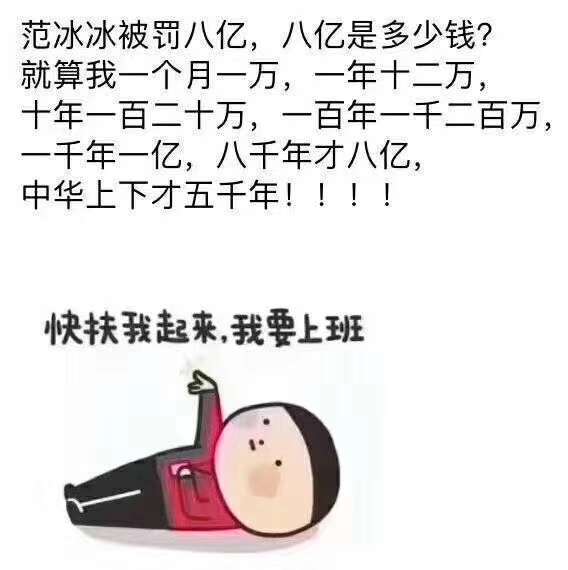 范冰冰被罚八亿，八亿是多少钱？
就算我一个月一万，一年十二万，
十年一百二十万，一百年一千二百万，
一千年一亿，八千年才八亿，
中华上下才五千年！！！！
快扶我起來,我要上班